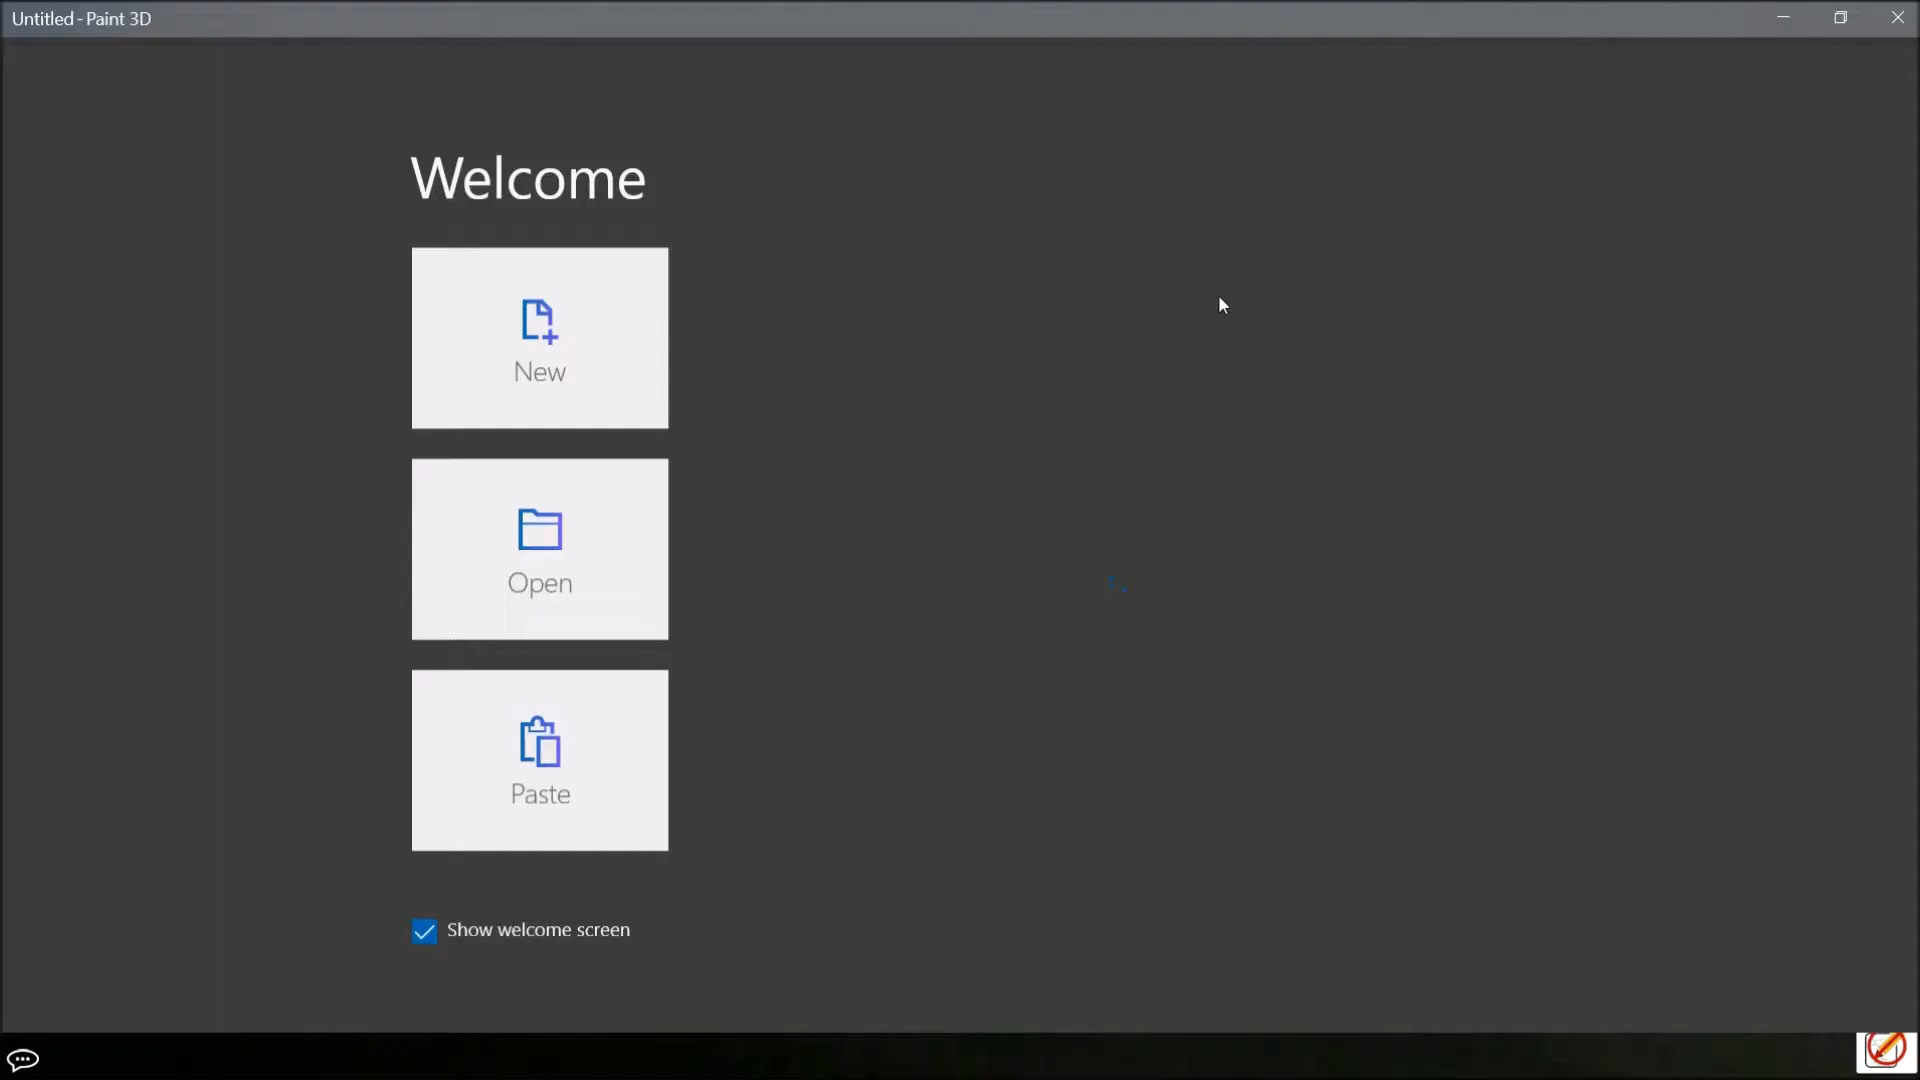 Untitled - Paint 3D
Welcome
New
Open
Paste
Show welcome screen